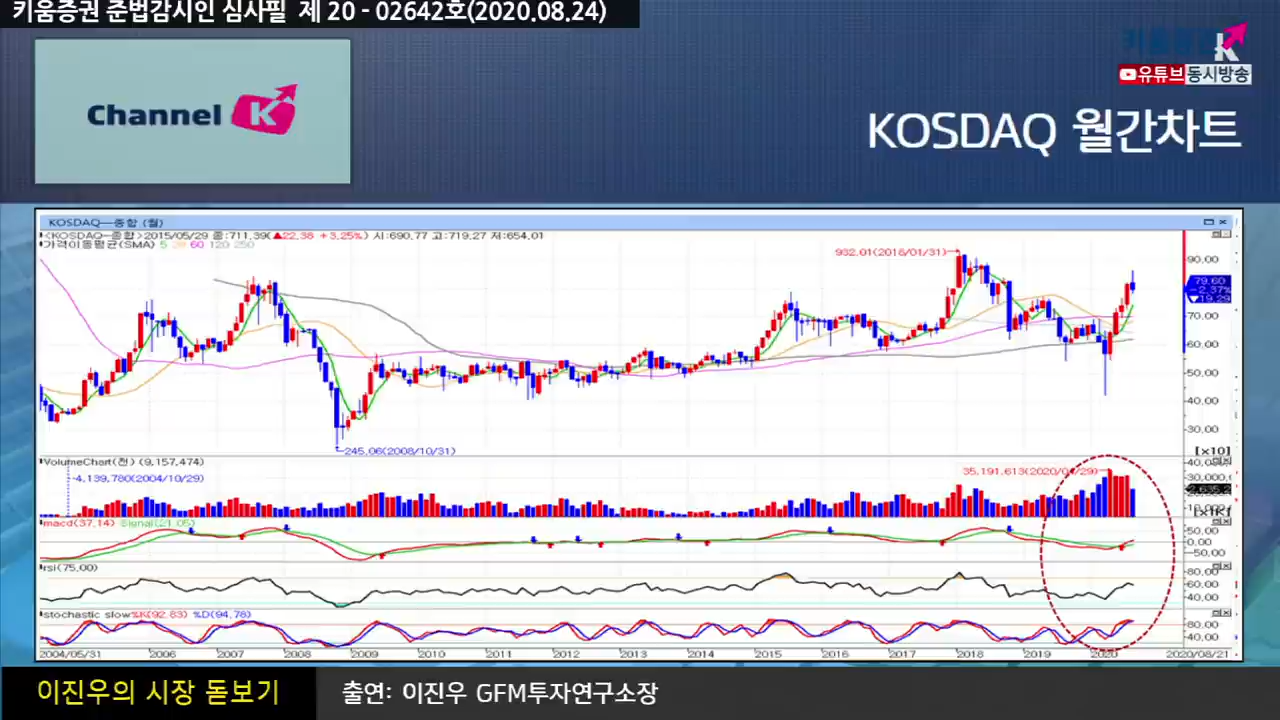 키움증권 준법감시인 심사필 제 20 - 02642호(2020.08.24)
키움증권
유튜브동시방송
Channel K
KOSDAQ 월간차트
KOSDAQ—종합 (월)
<KOSDAQ-종합>2015/05/29 종:711.39(▲22.38 +3.25%) 시:690.77 고:719.27 저:654.01
가격이동평균(SMA) 5 20 60 120 250
932.01(2018/01/31)
90.00
79.60
-2.37%
▼19.29
70.00
60.00
50.00
40.00
30.00
[×10]
245.06(2008/10/31)
VolumeChart(천) (9,157,474)
4,139,780(2004/10/29)
35,191,613(2020/04/29)
macd(37.14) Signal(21.05)
50.00
0.00
-50.00
rsi(75.00)
80.00
60.00
40.00
stochastic slow%K(92.83) %D(94.78)
80.00
40.00
2004/05/31 2006 2007 2008 2009 2010 2011 2012 2013 2014 2015 2016 2017 2018 2019 2020 2020/08/21
이진우의 시장 돋보기
출연: 이진우 GFM투자연구소장